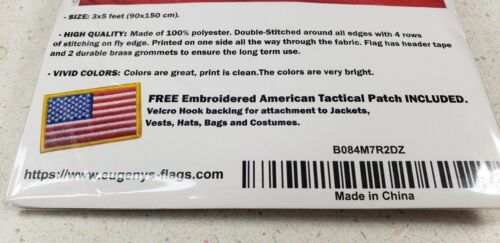 - SIZE: 3x5 feet (90x150 cm).
- HIGH QUALITY: Made of 100% polyester. Double-Stitched around all edges with 4 rows
of stitching on fly edge. Printed on one side all the way through the fabric. Flag has header tape
and 2 durable brass grommets to ensure the long term use.
- VIVID COLORS: Colors are great, print is clean.The colors are very bright.
FREE Embroidered American Tactical Patch INCLUDED.
Velcro Hook backing for attachment to Jackets,
Vests, Hats, Bags and Costumes.
B084M7R2DZ
https://www.eugenys-flags.com
Made in China